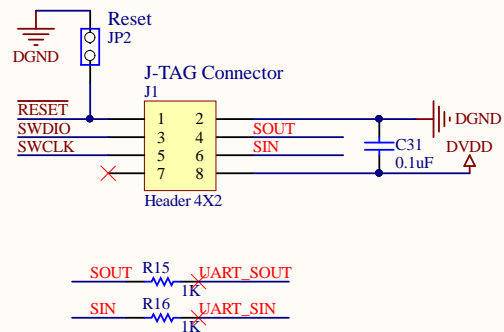 Reset
JP2
DGND
J-TAG Connector
J1
RESET 1 2 DGND
SWDIO 3 4 SOUT
SWCLK 5 6 SIN
7 8
C31
0.1uF
DVDD
Header 4X2
SOUT R15 1K UART_SOUT
SIN R16 1K UART_SIN